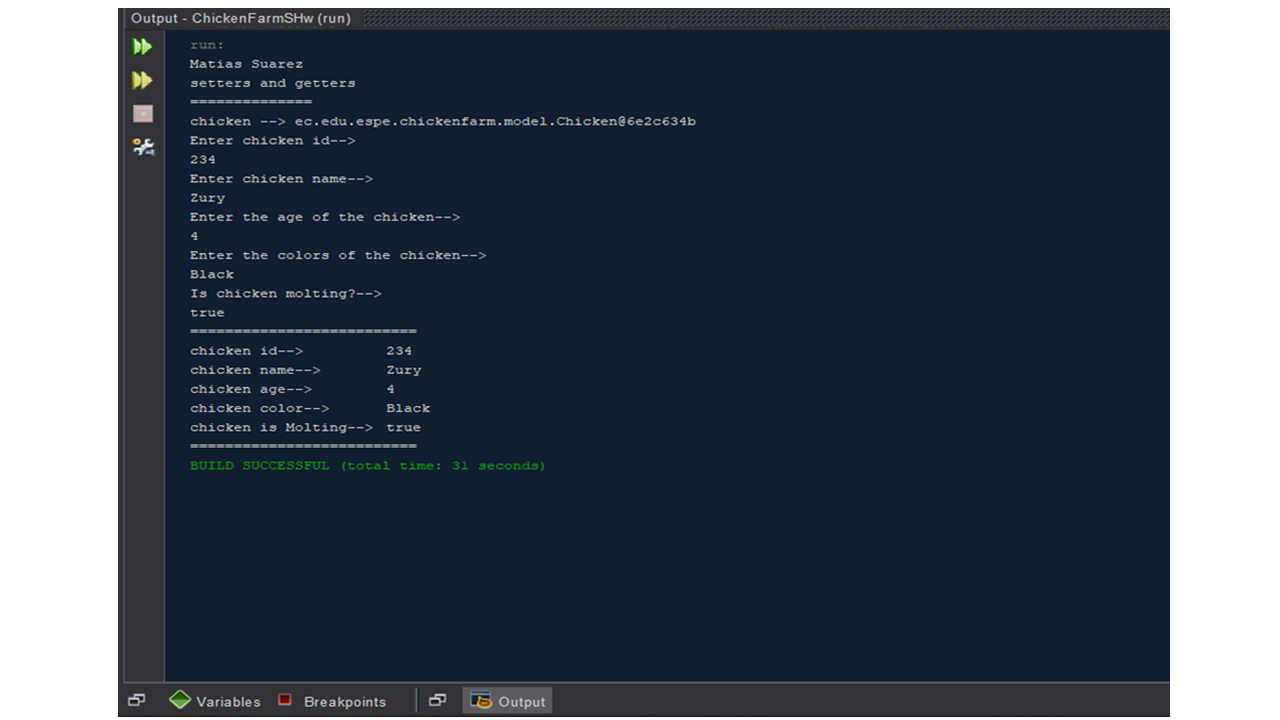 Output - ChickenFarmSHw (run)
run:
Matias Suarez
setters and getters
==============
chicken --> ec.edu.espe.chickenfarm.model.Chicken@6e2c634b
Enter chicken id-->
234
Enter chicken name-->
Zury
Enter the age of the chicken-->
4
Enter the colors of the chicken-->
Black
Is chicken molting?-->
true
==========================
chicken id--> 234
chicken name--> Zury
chicken age--> 4
chicken color--> Black
chicken is Molting--> true
==========================
BUILD SUCCESSFUL (total time: 31 seconds)
Variables Breakpoints Output